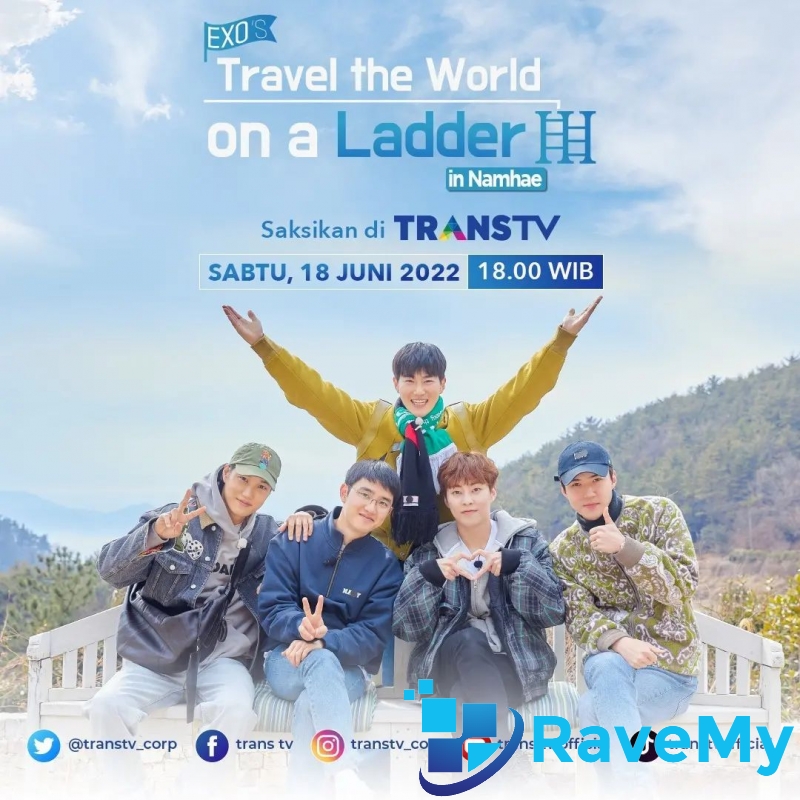 EXO'S
Travel the World
on a Ladder
in Namhae
Saksikan di TRANSTV
SABTU, 18 JUNI 2022 18.00 WIB
@transtv_corp trans tv transtv_co
RaveMy